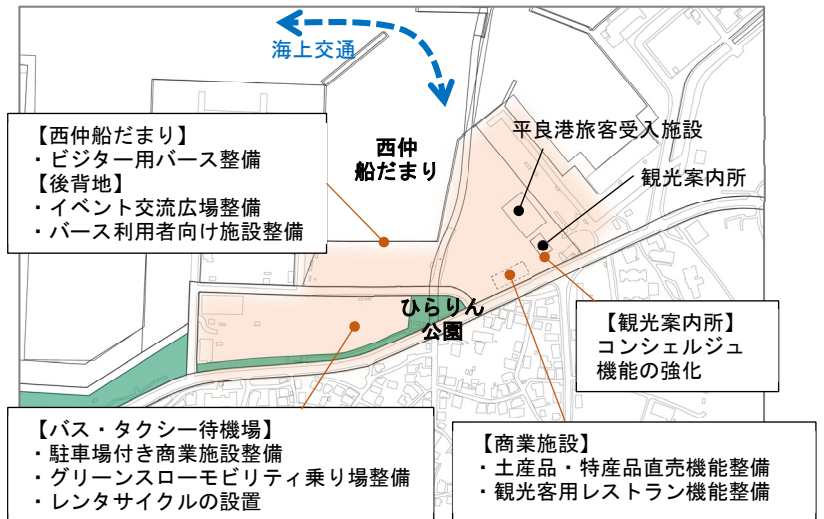 海上交通
【西仲船だまり】
・ビジター用バース整備
【後背地】
・イベント交流広場整備
・バース利用者向け施設整備
西仲
船だまり
平良港旅客受入施設
観光案内所
ひらりん
公園
【観光案内所】
コンシェルジュ
機能の強化
【バス・タクシー待機場】
・駐車場付き商業施設整備
・グリーンスローモビリティ乗り場整備
・レンタサイクルの設置
【商業施設】
・土産品・特産品直売機能整備
・観光客用レストラン機能整備